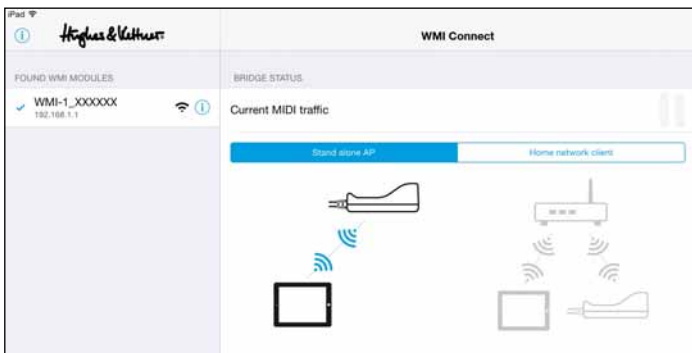 iPad
Hughes & Kettner
WMI Connect
FOUND WMI MODULES
WMI-1_XXXXXX
192.168.1.1
BRIDGE STATUS
Current MIDI traffic
Stand alone AP
Home network client